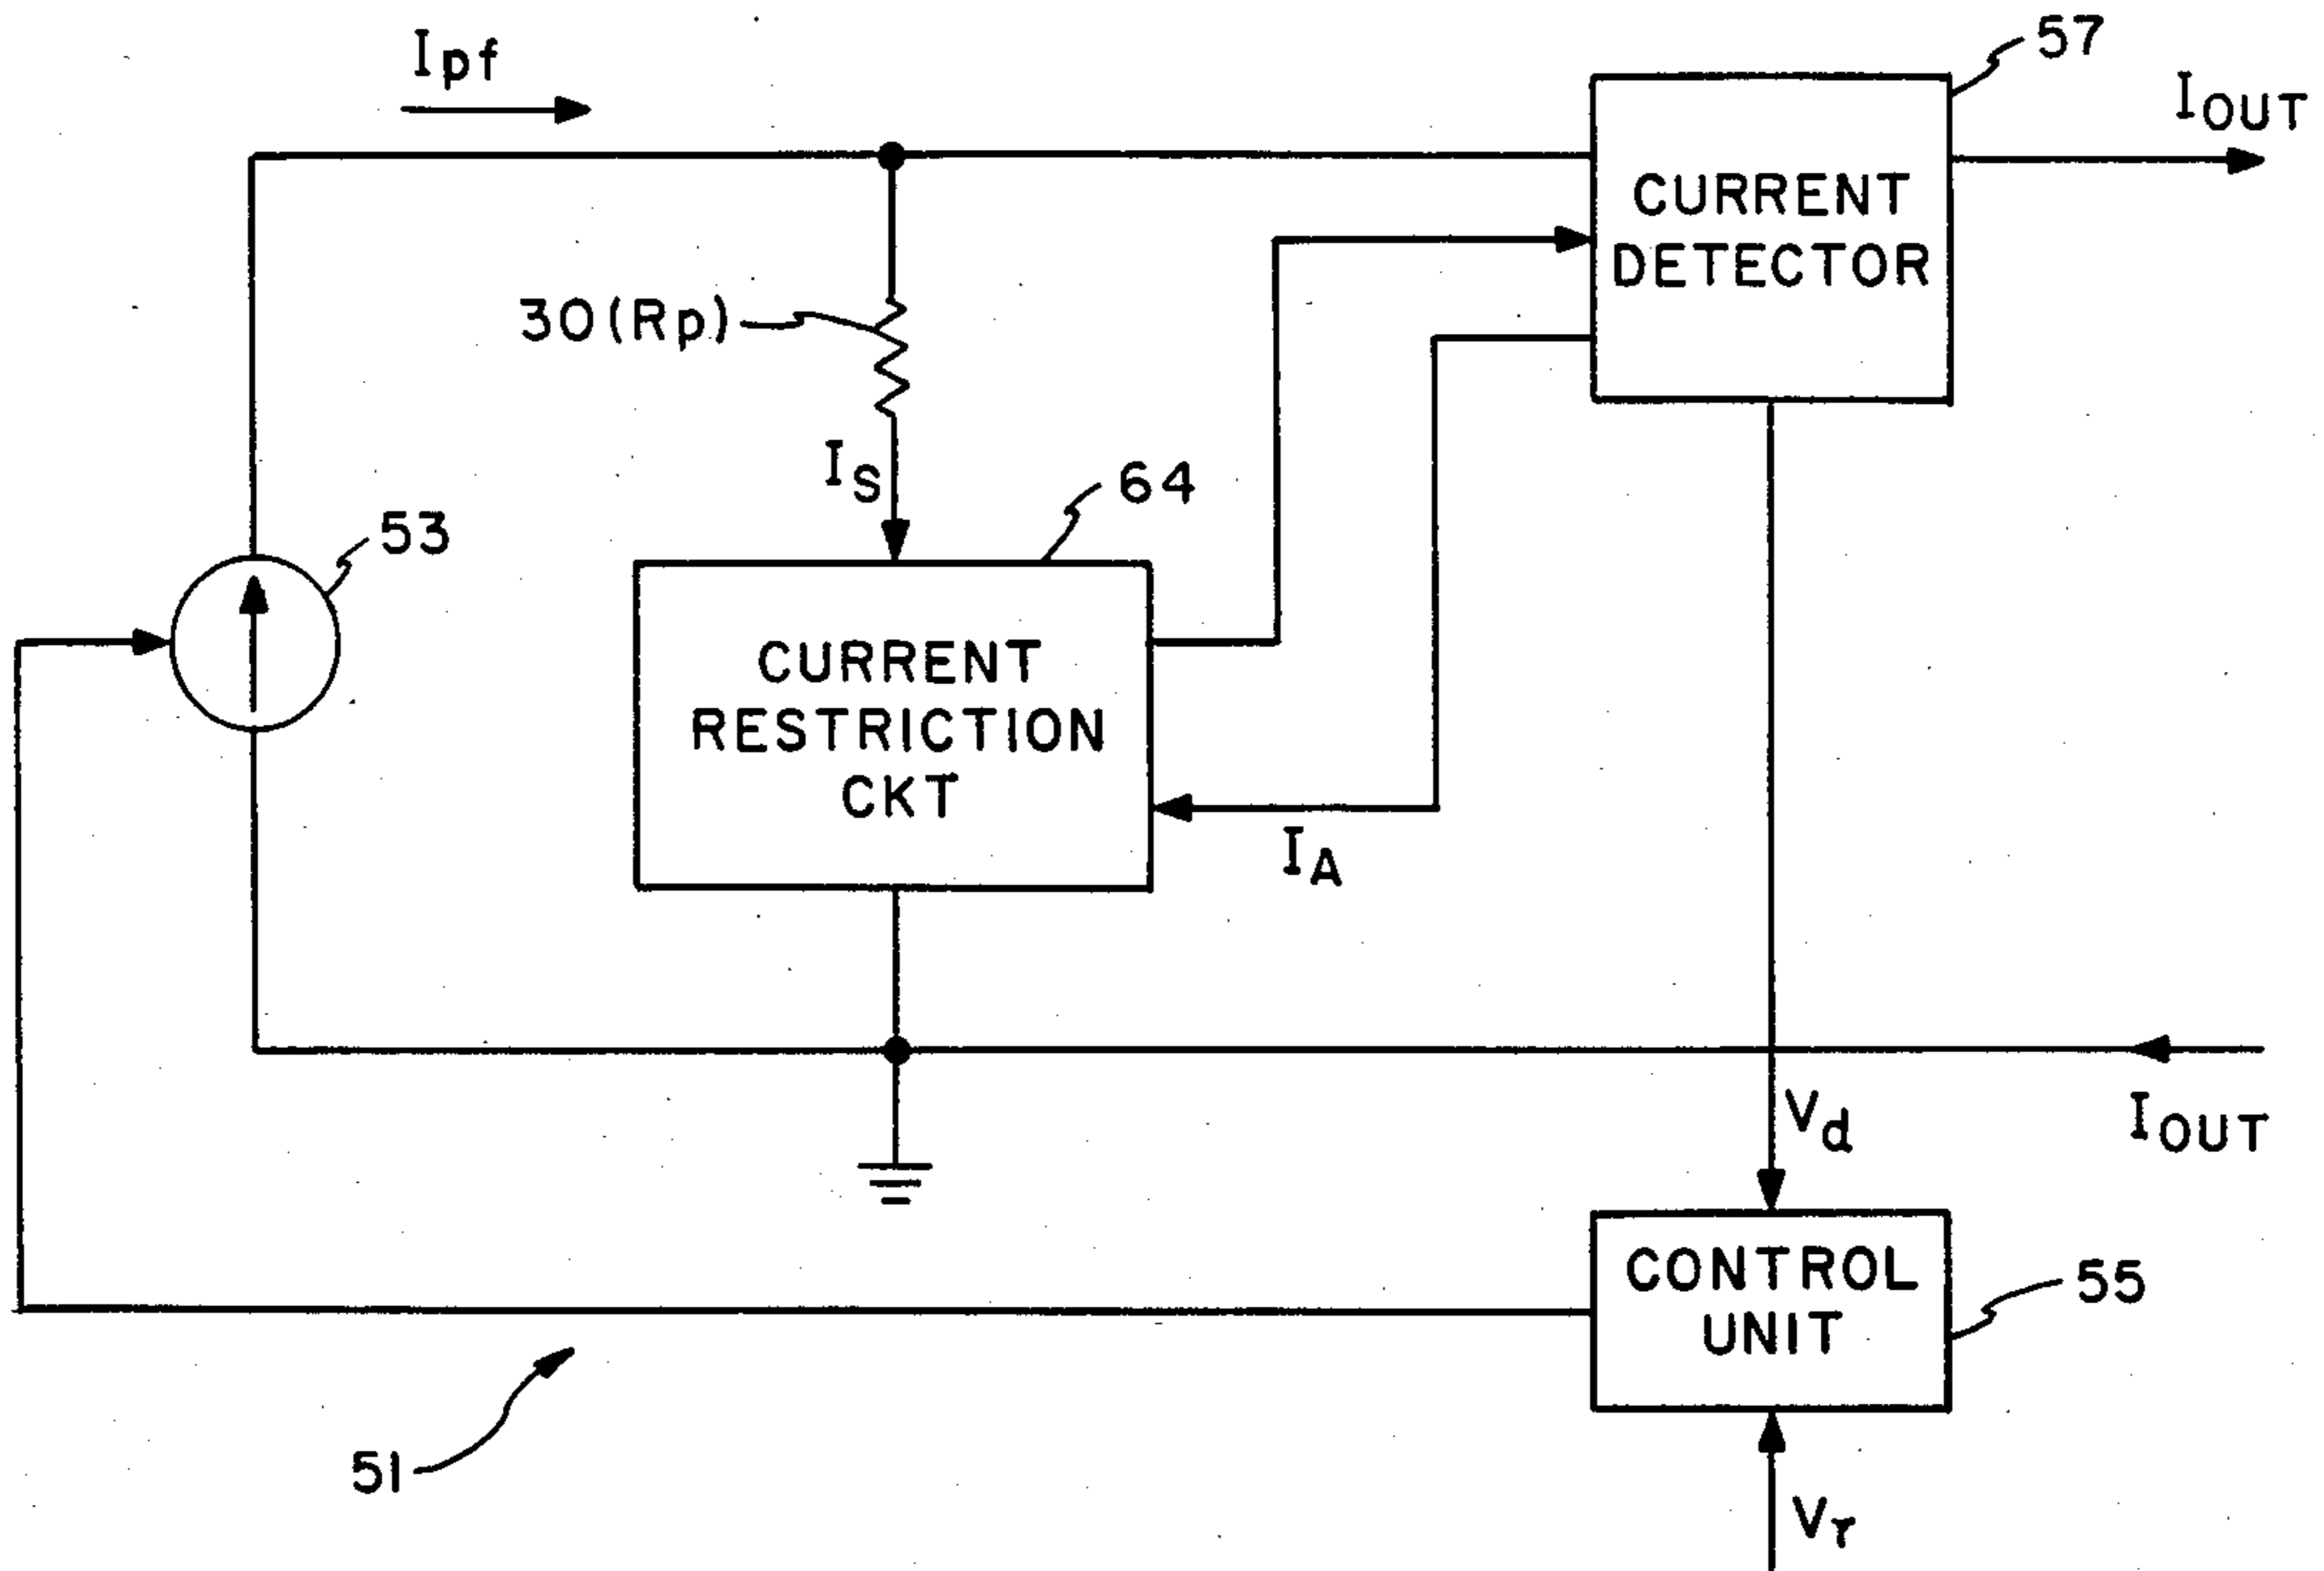 Ipf
57
IOUT
CURRENT
DETECTOR
30(Rp)
IS
64
53
CURRENT
RESTRICTION
CKT
IA
Vd
IOUT
CONTROL
UNIT
55
51
Vr